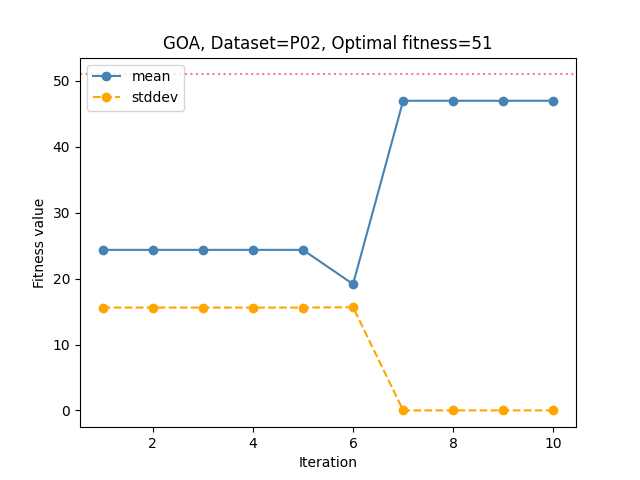 GOA, Dataset=P02, Optimal fitness=51
mean
stddev
Fitness value
50
40
30
20
10
0
2 4 6 8 10
Iteration